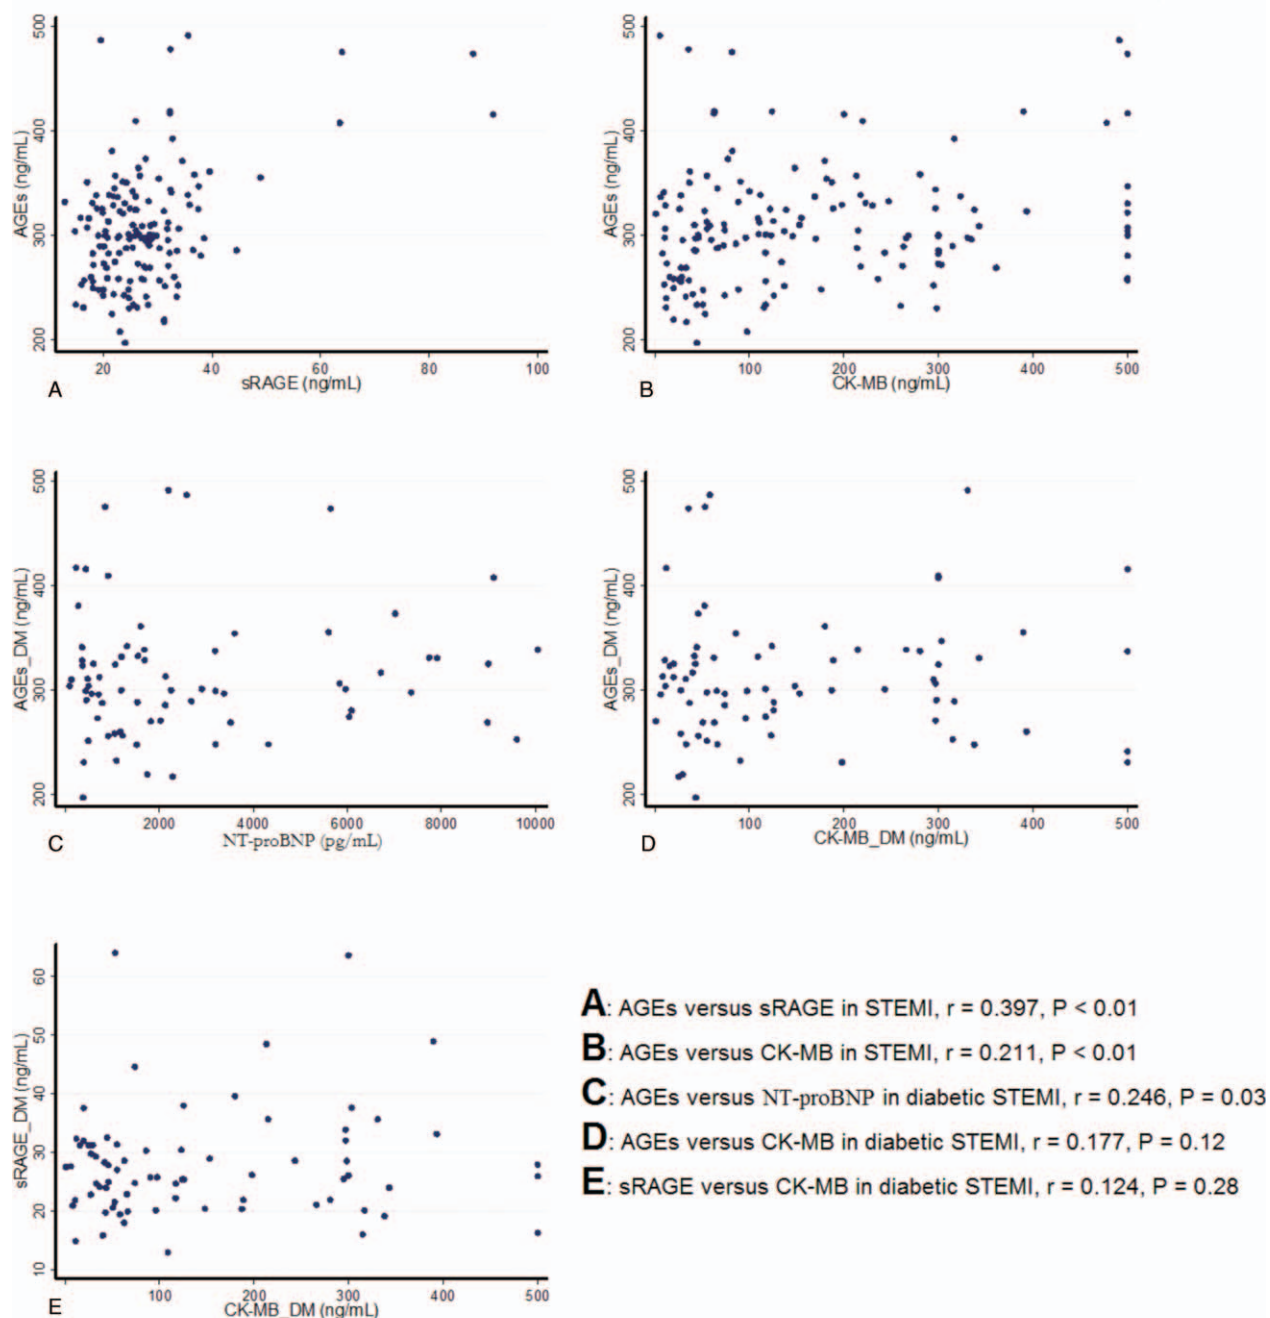 500
400
300
200
AGEs (ng/mL)
20 40 60 80 100
sRAGE (ng/mL)
A
500
400
300
200
AGEs (ng/mL)
100 200 300 400 500
CK-MB (ng/mL)
B
500
400
300
200
AGEs_DM (ng/mL)
2000 4000 6000 8000 10000
NT-proBNP (pg/mL)
C
500
400
300
200
AGEs_DM (ng/mL)
100 200 300 400 500
CK-MB_DM (ng/mL)
D
60
50
40
30
20
10
sRAGE_DM (ng/mL)
100 200 300 400 500
CK-MB_DM (ng/mL)
E
A: AGEs versus sRAGE in STEMI, r = 0.397, P < 0.01
B: AGEs versus CK-MB in STEMI, r = 0.211, P < 0.01
C: AGEs versus NT-proBNP in diabetic STEMI, r = 0.246, P = 0.03
D: AGEs versus CK-MB in diabetic STEMI, r = 0.177, P = 0.12
E: sRAGE versus CK-MB in diabetic STEMI, r = 0.124, P = 0.28